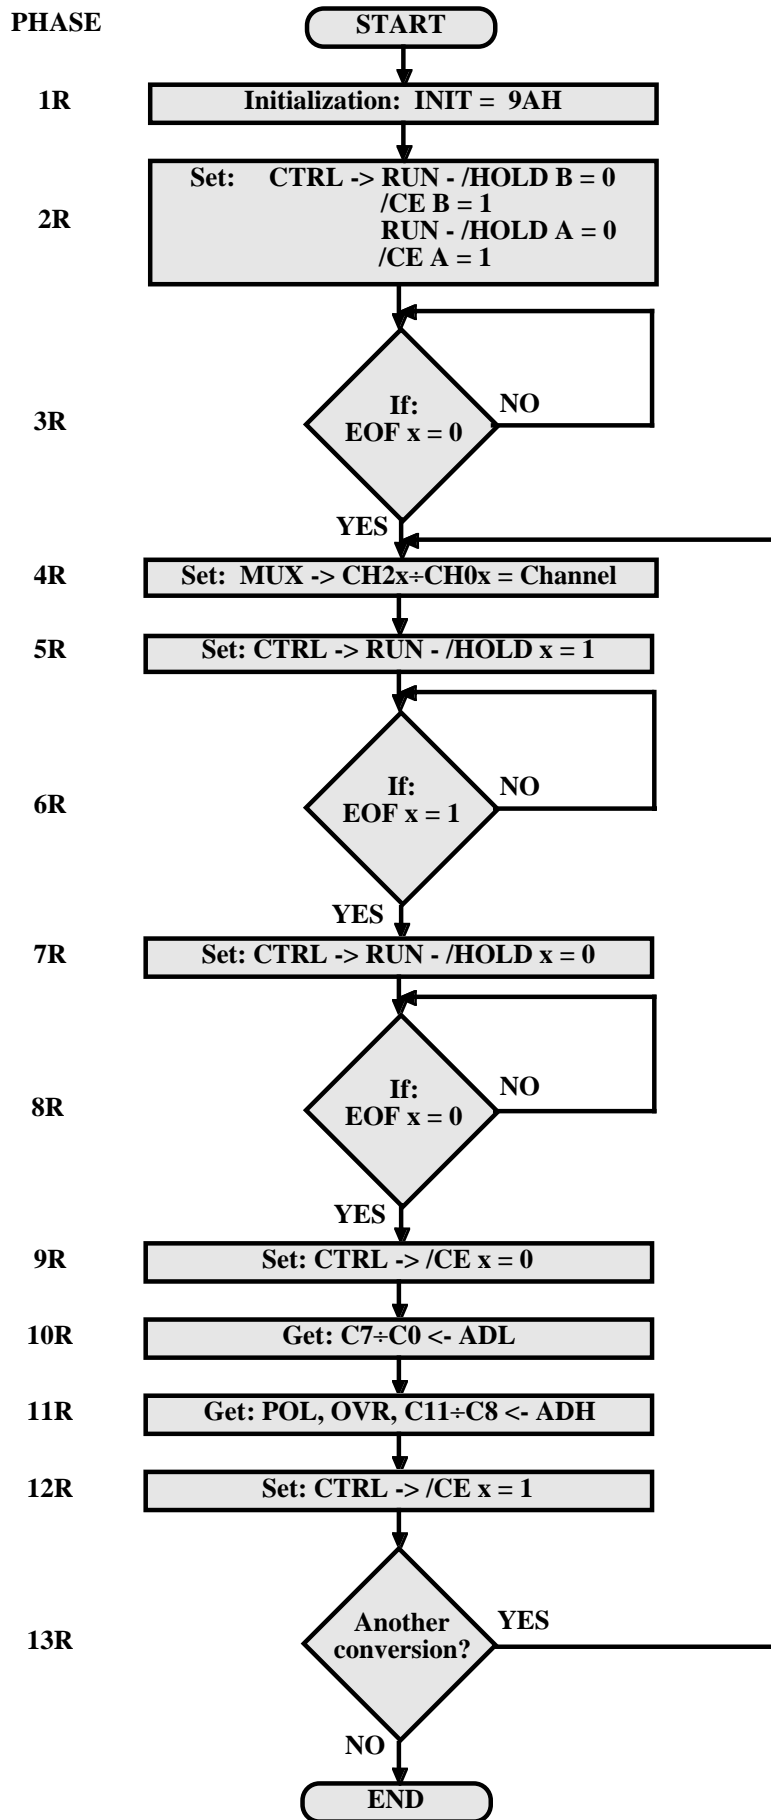 PHASE
START
1R
Initialization: INIT = 9AH
2R
Set: CTRL -> RUN - /HOLD B = 0
/CE B = 1
RUN - /HOLD A = 0
/CE A = 1
3R
If:
EOF x = 0
NO
YES
4R
Set: MUX -> CH2x÷CH0x = Channel
5R
Set: CTRL -> RUN - /HOLD x = 1
6R
If:
EOF x = 1
NO
YES
7R
Set: CTRL -> RUN - /HOLD x = 0
8R
If:
EOF x = 0
NO
YES
9R
Set: CTRL -> /CE x = 0
10R
Get: C7÷C0 <- ADL
11R
Get: POL, OVR, C11÷C8 <- ADH
12R
Set: CTRL -> /CE x = 1
13R
Another
conversion?
YES
NO
END